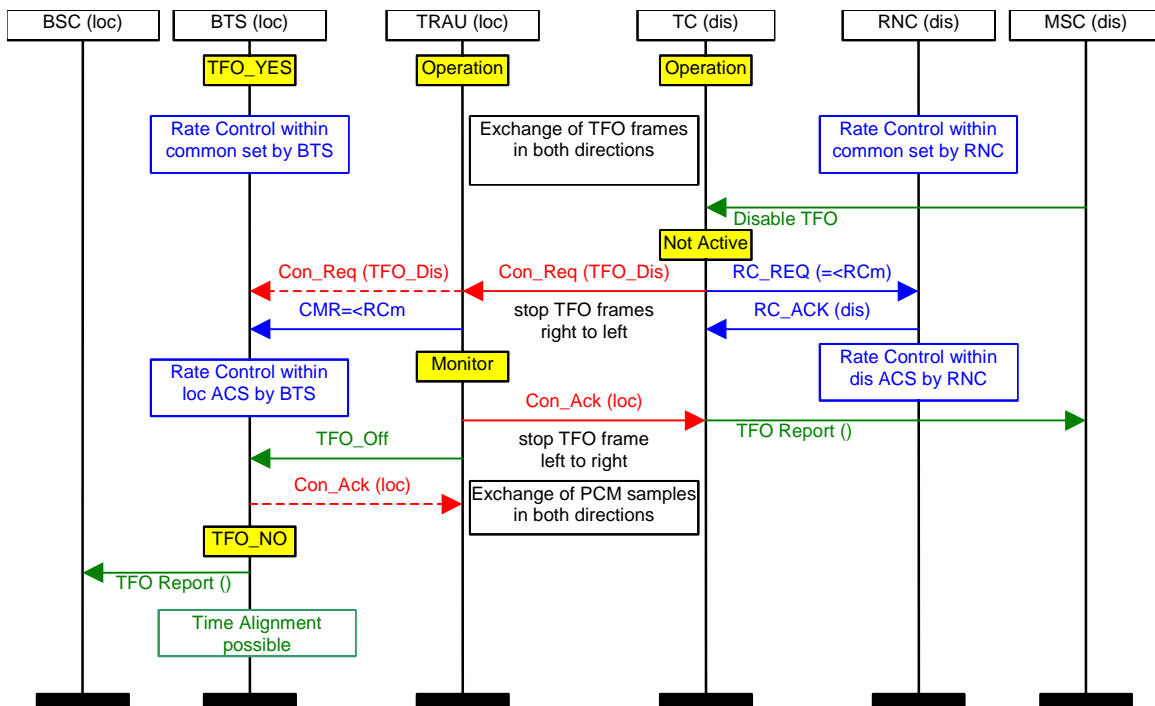 BSC (loc)
BTS (loc)
TRAU (loc)
TC (dis)
RNC (dis)
MSC (dis)
TFO_YES
Operation
Operation
Rate Control within
common set by BTS
Exchange of TFO frames
in both directions
Rate Control within
common set by RNC
Disable TFO
Not Active
Con_Req (TFO_Dis)
Con_Req (TFO_Dis)
RC_REQ (=<RCm)
CMR=<RCm
stop TFO frames
right to left
RC_ACK (dis)
Monitor
Rate Control within
loc ACS by BTS
Rate Control within
dis ACS by RNC
Con_Ack (loc)
TFO Report ()
TFO_Off
stop TFO frame
left to right
Con_Ack (loc)
Exchange of PCM samples
in both directions
TFO_NO
TFO Report ()
Time Alignment
possible